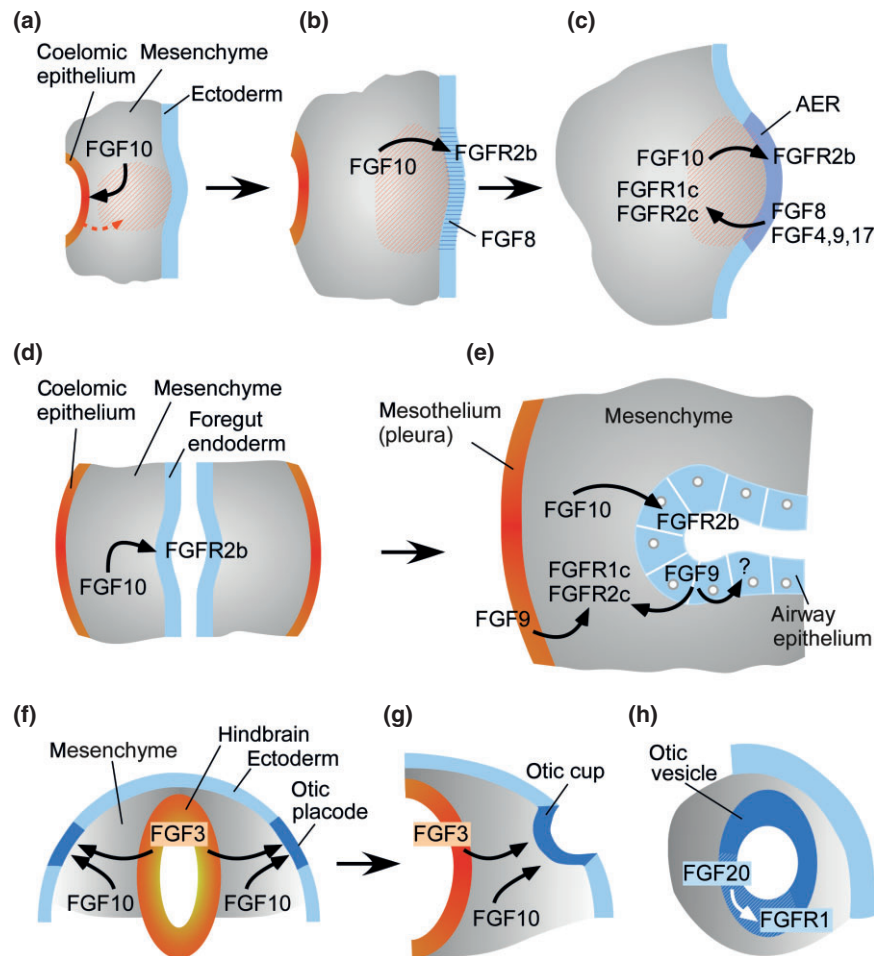 (a)
(b)
(c)
Coelomic
epithelium
Mesenchyme
Ectoderm
FGF10
FGF10
FGFR2b
FGF8
AER
FGF10
FGFR2b
FGFR1c
FGFR2c
FGF8
FGF4,9,17
(d)
(e)
Coelomic
epithelium
Mesenchyme
Foregut
endoderm
FGF10
FGFR2b
Mesothelium
(pleura)
Mesenchyme
FGF10
FGFR2b
FGFR1c
FGFR2c
FGF9
?
FGF9
Airway
epithelium
(f)
(g)
(h)
Mesenchyme
Hindbrain
Ectoderm
Otic
placode
FGF3
FGF10
FGF10
Otic cup
FGF3
FGF10
Otic
vesicle
FGF20
FGFR1